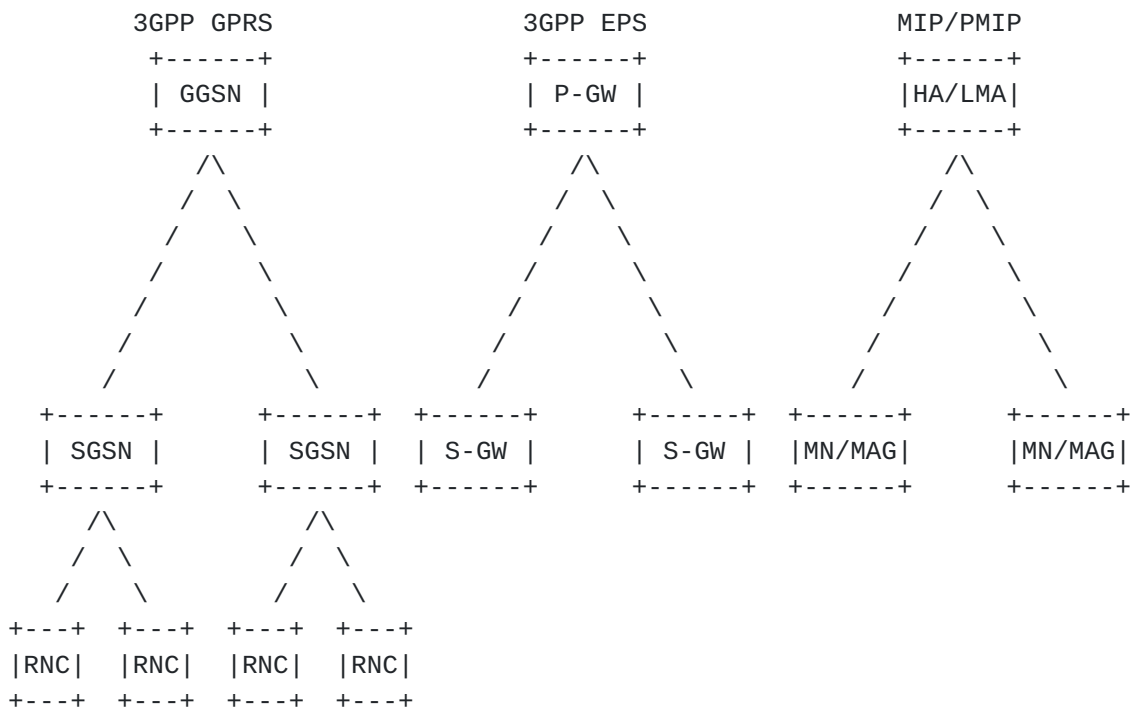 3GPP GPRS 3GPP EPS MIP/PMIP
GGSN P-GW HA/LMA
SGSN SGSN S-GW S-GW MN/MAG MN/MAG
RNC RNC RNC RNC